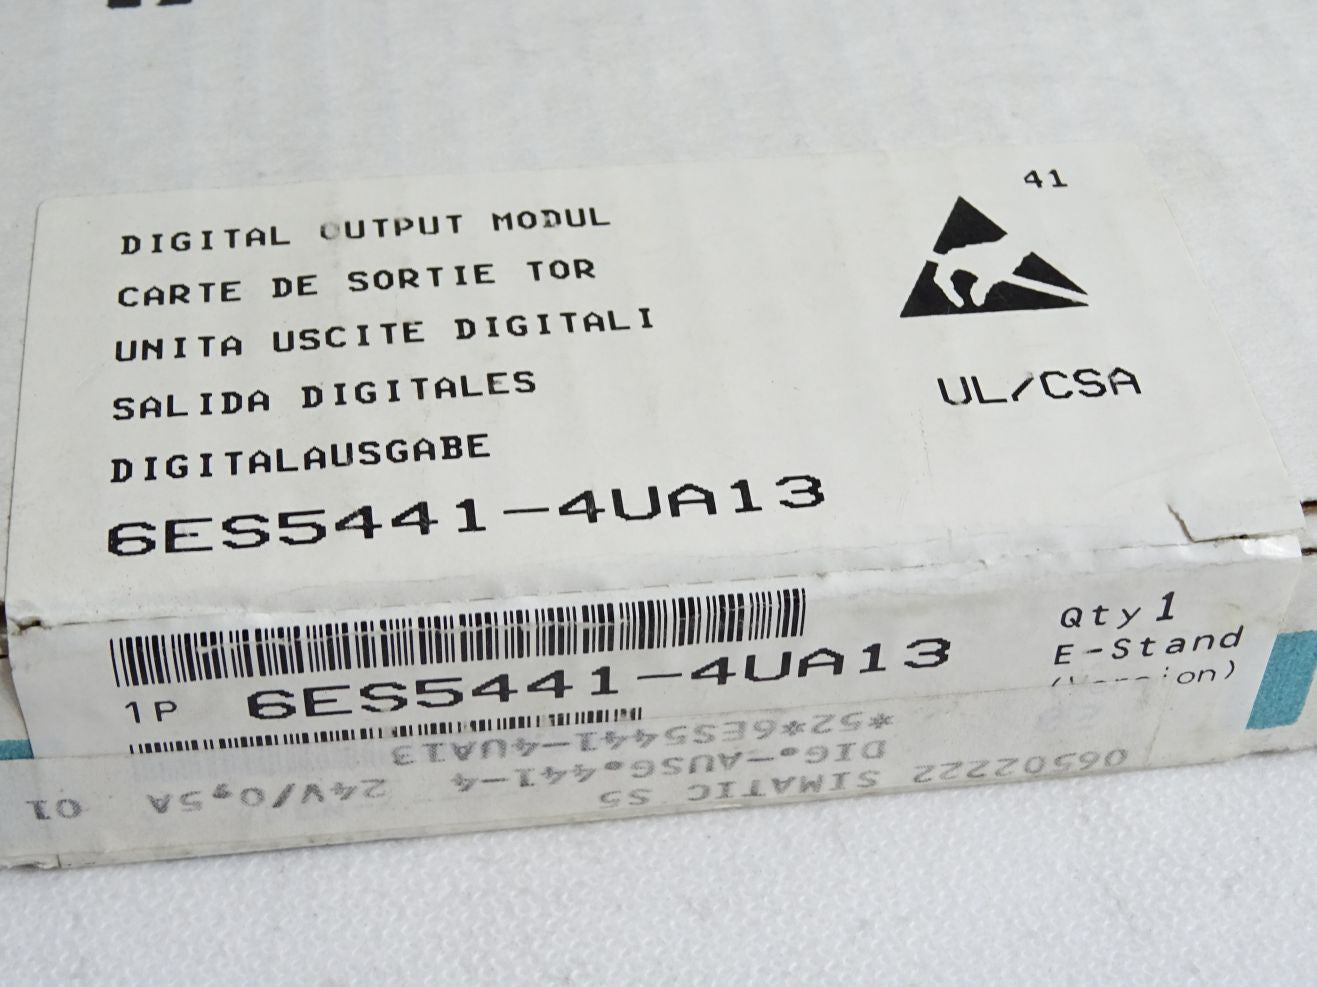 DIGITAL OUTPUT MODUL
CARTE DE SORTIE TOR
UNITA USCITE DIGITALI
SALIDA DIGITALES
DIGITALAUSGABE
6ES5441-4UA13
41
UL/CSA
1P 6ES5441-4UA13
Qty 1
E-Stand
(Version)
06502222 SIMATIC S5
DIG.-AUSG.441-4 24V/0,5A 01
*52*6ES5441-4UA13